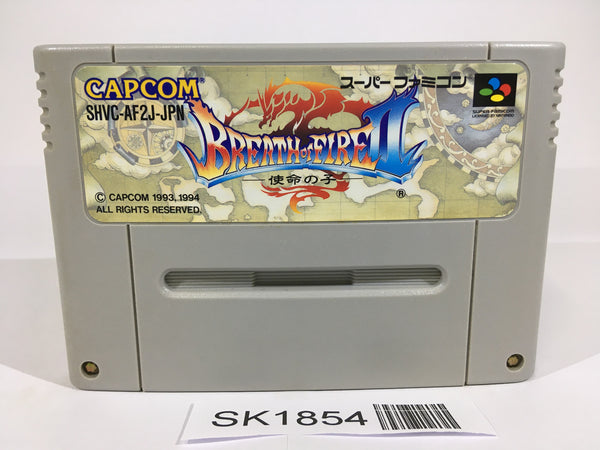 CAPCOM®
SHVC-AF2J-JPN
スーパーファミコン
SUPER FAMICOM
LICENSED BY NINTENDO
BREATH OF FIRE II
使命の子
®
© CAPCOM 1993,1994
ALL RIGHTS RESERVED.
SK1854